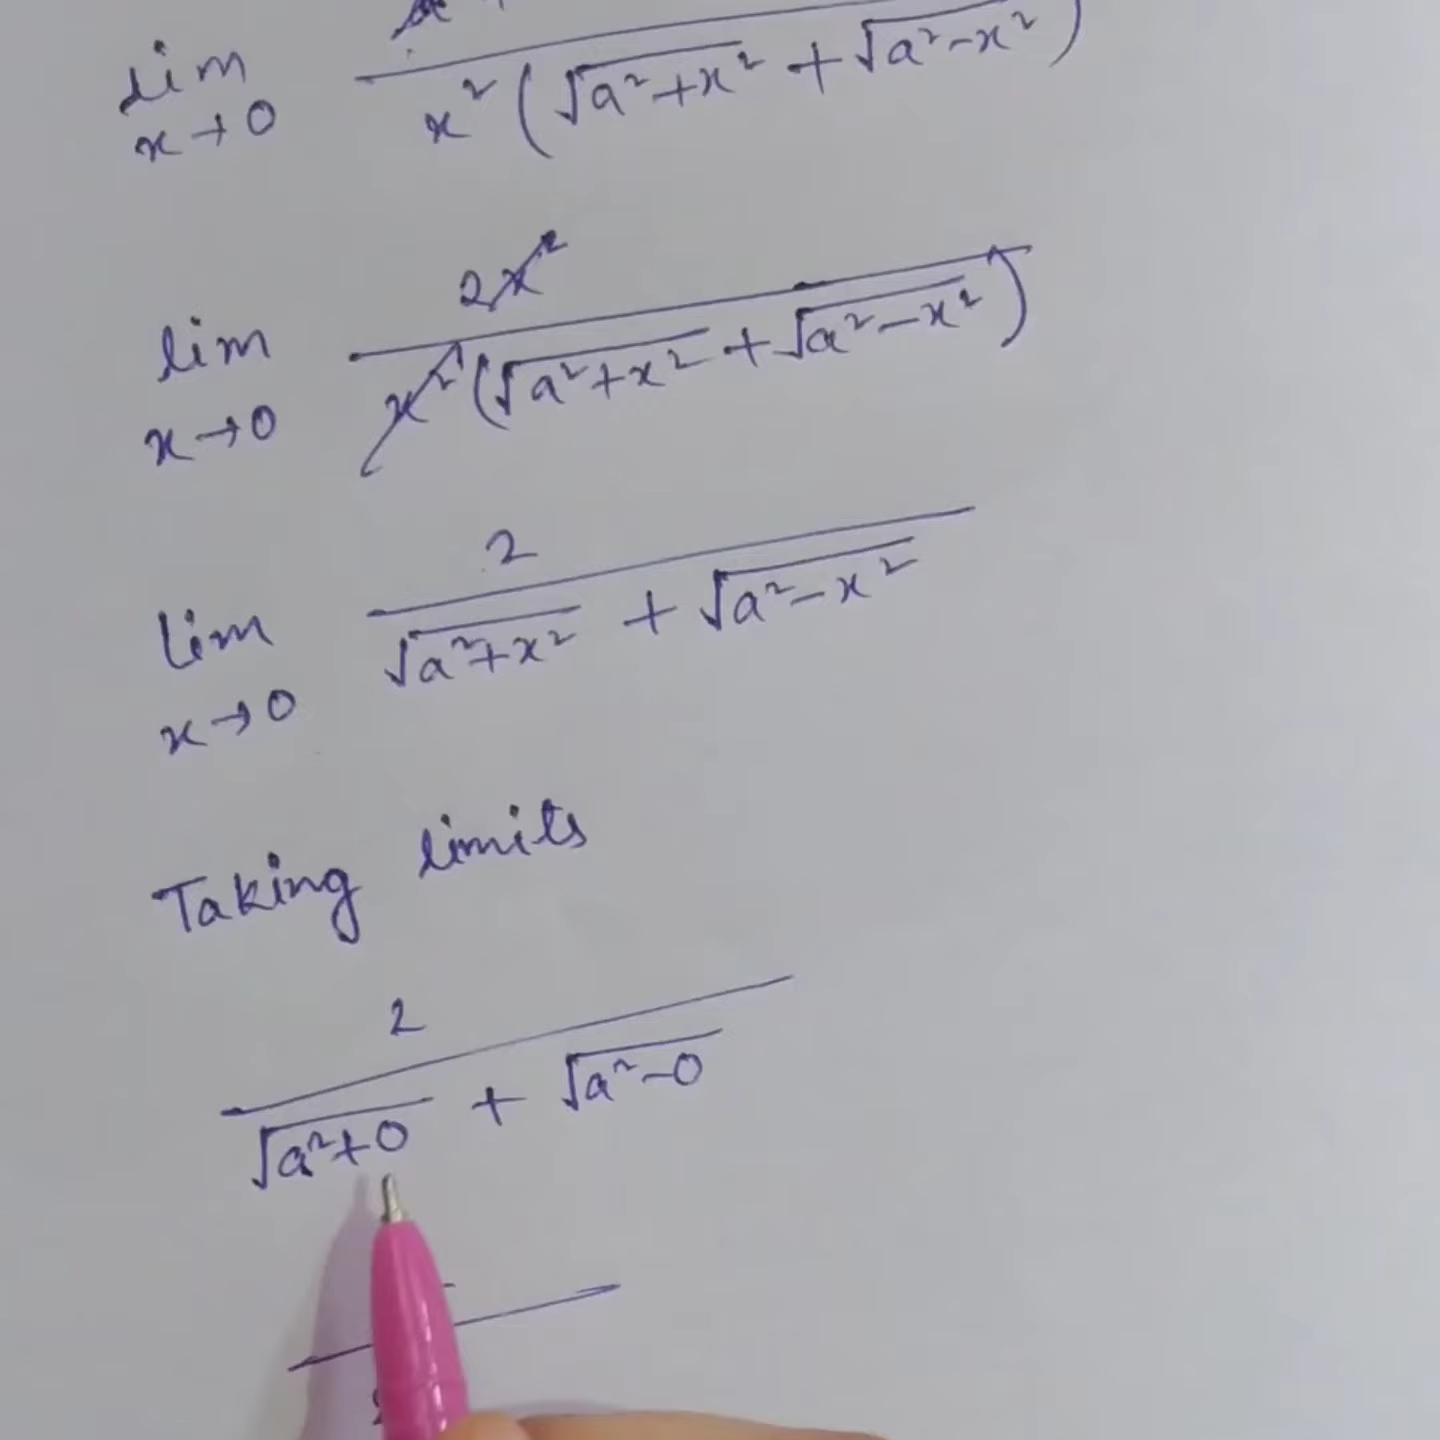 lim x→0 / x²(√a²+x² + √a²-x²)
lim x→0 2x² / x²(√a²+x² + √a²-x²)
lim x→0 2 / √a²+x² + √a²-x²
Taking limits
2 / √a²+0 + √a²-0